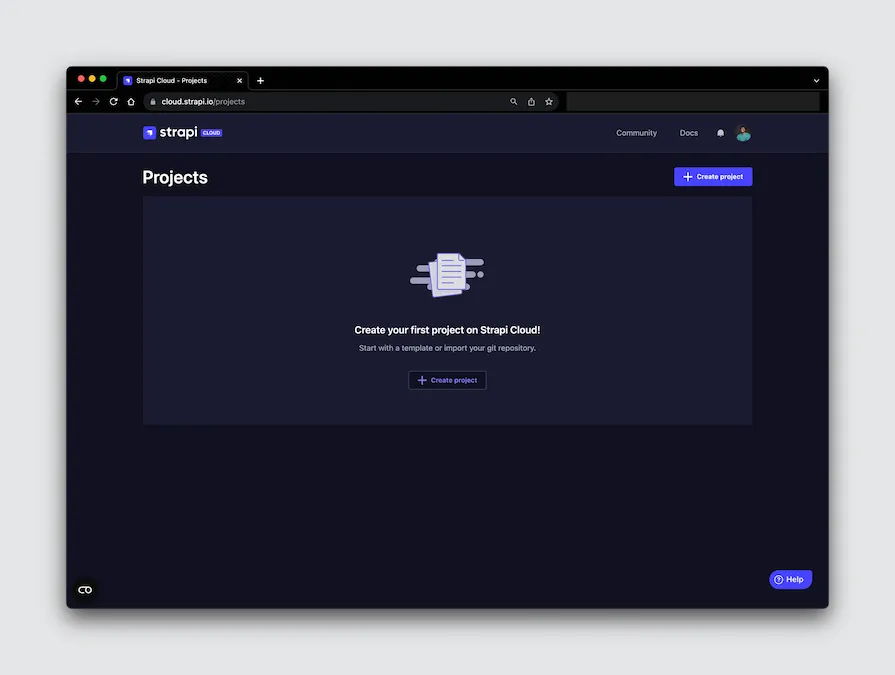 Strapi Cloud - Projects
cloud.strapi.io/projects
strapi CLOUD
Community
Docs
Projects
Create project
Create your first project on Strapi Cloud!
Start with a template or import your git repository.
Create project
Help